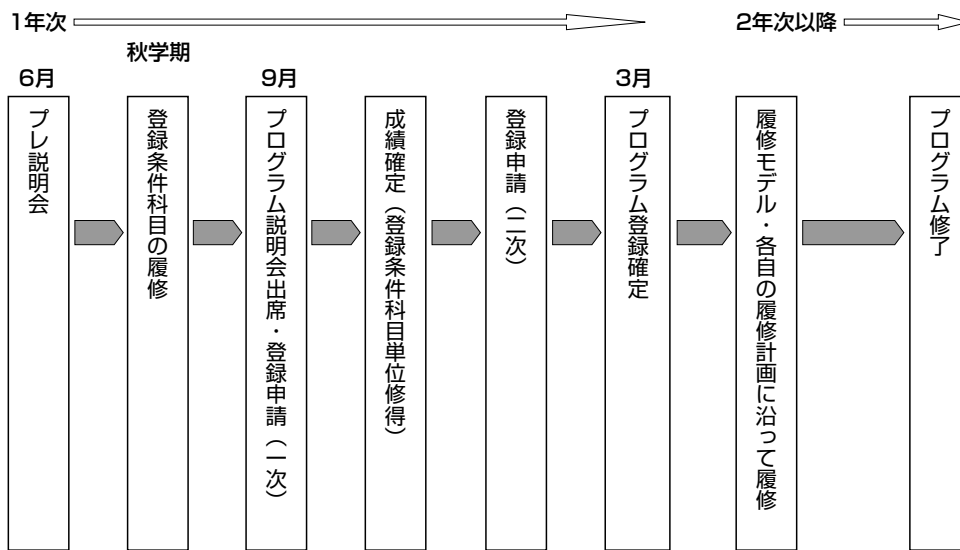 1年次
2年次以降
秋学期
6月
9月
3月
プレ説明会
登録条件科目の履修
プログラム説明会出席・登録申請（一次）
成績確定（登録条件科目単位修得）
登録申請（二次）
プログラム登録確定
履修モデル・各自の履修計画に沿って履修
プログラム修了